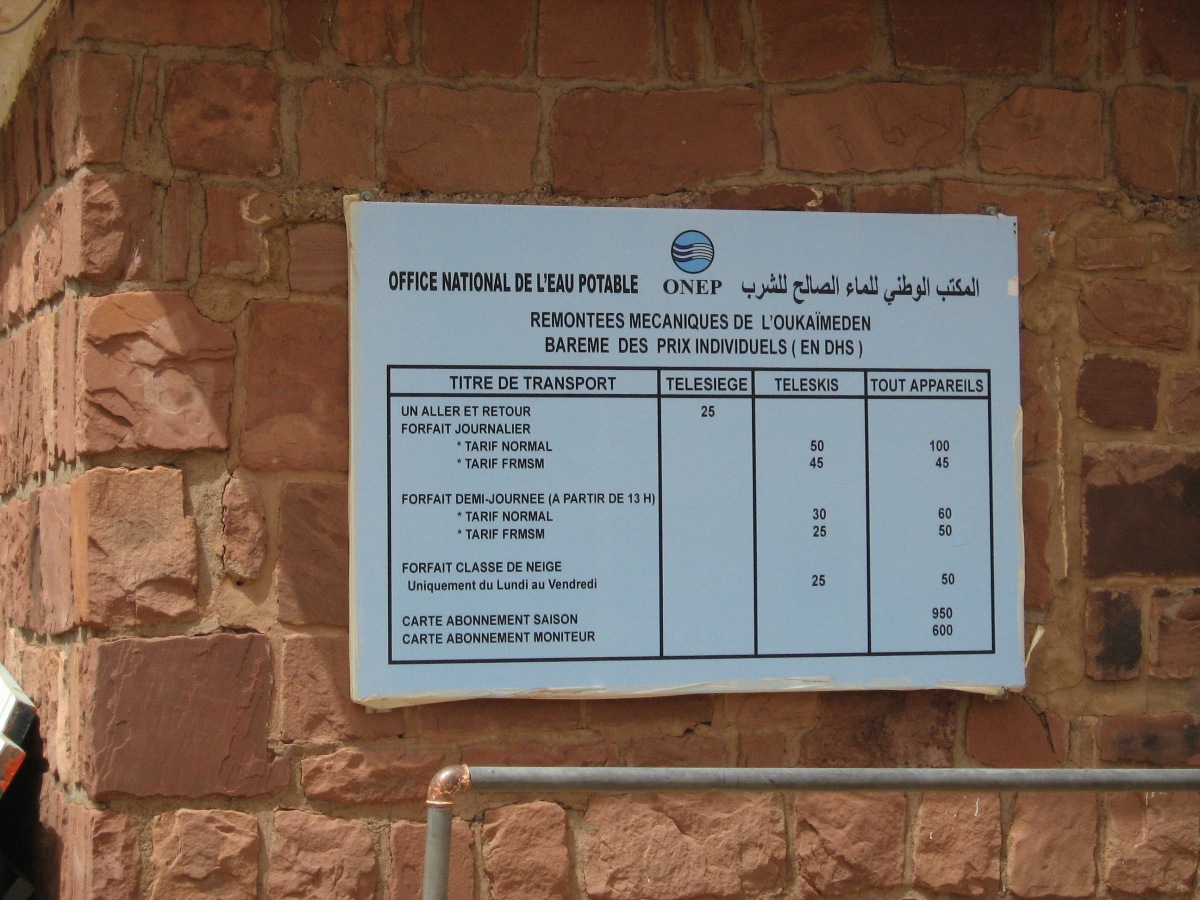 OFFICE NATIONAL DE L'EAU POTABLE ONEP المكتب الوطني للماء الصالح للشرب
REMONTEES MECANIQUES DE L'OUKAÏMEDEN
BAREME DES PRIX INDIVIDUELS ( EN DHS )
TITRE DE TRANSPORT TELESIEGE TELESKIS TOUT APPAREILS
UN ALLER ET RETOUR 25
FORFAIT JOURNALIER
* TARIF NORMAL 50 100
* TARIF FRMSM 45 45
FORFAIT DEMI-JOURNEE (A PARTIR DE 13 H)
* TARIF NORMAL 30 60
* TARIF FRMSM 25 50
FORFAIT CLASSE DE NEIGE
Uniquement du Lundi au Vendredi 25 50
CARTE ABONNEMENT SAISON 950
CARTE ABONNEMENT MONITEUR 600